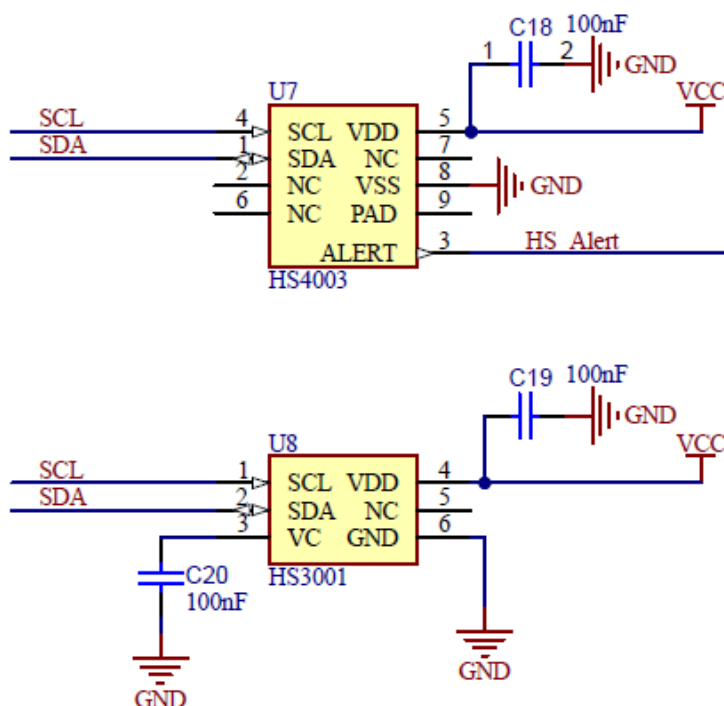 C18 100nF
1 2 GND
VCC
U7
SCL 4 SCL VDD 5
SDA 1 SDA NC 7
2 NC VSS 8 GND
6 NC PAD 9
ALERT 3 HS_Alert
HS4003
C19 100nF
GND
VCC
U8
SCL 1 SCL VDD 4
SDA 2 SDA NC 5
3 VC GND 6
HS3001
C20
100nF
GND
GND